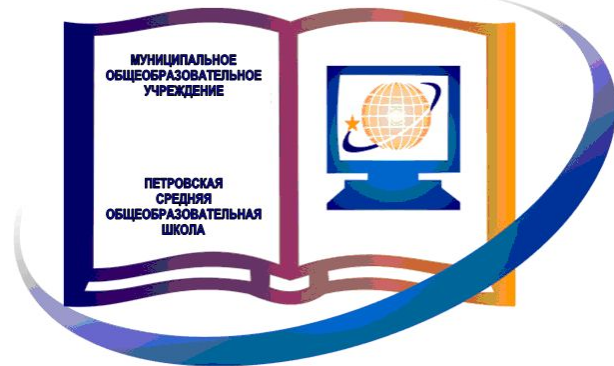 МУНИЦИПАЛЬНОЕ
ОБЩЕОБРАЗОВАТЕЛЬНОЕ
УЧРЕЖДЕНИЕ
ПЕТРОВСКАЯ
СРЕДНЯЯ
ОБЩЕОБРАЗОВАТЕЛЬНАЯ
ШКОЛА